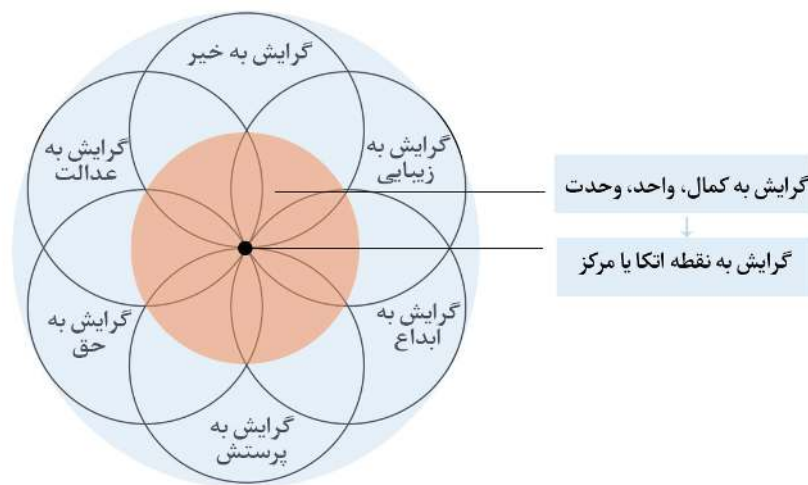 گرایش به خیر
گرایش به
زیبایی
گرایش به
عدالت
گرایش به کمال، واحد، وحدت
گرایش به نقطه اتکا یا مرکز
گرایش به
ابداع
گرایش به
حق
گرایش به
پرستش